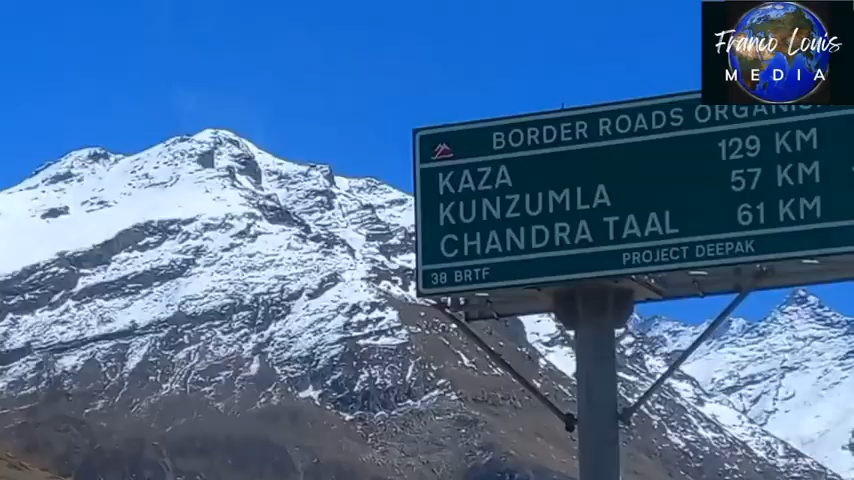 Franco Louis
MEDIA
BORDER ROADS
KAZA 129 KM
KUNZUMLA 57 KM
CHANDRA TAAL 61 KM
PROJECT DEEPAK
38 BRTF